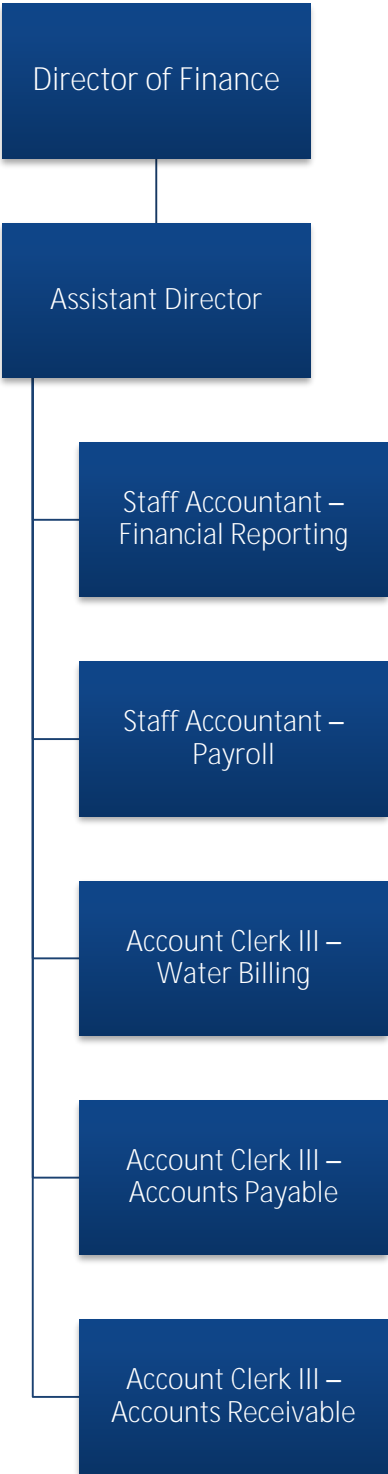 Director of Finance
Assistant Director
Staff Accountant –
Financial Reporting
Staff Accountant –
Payroll
Account Clerk III –
Water Billing
Account Clerk III –
Accounts Payable
Account Clerk III –
Accounts Receivable